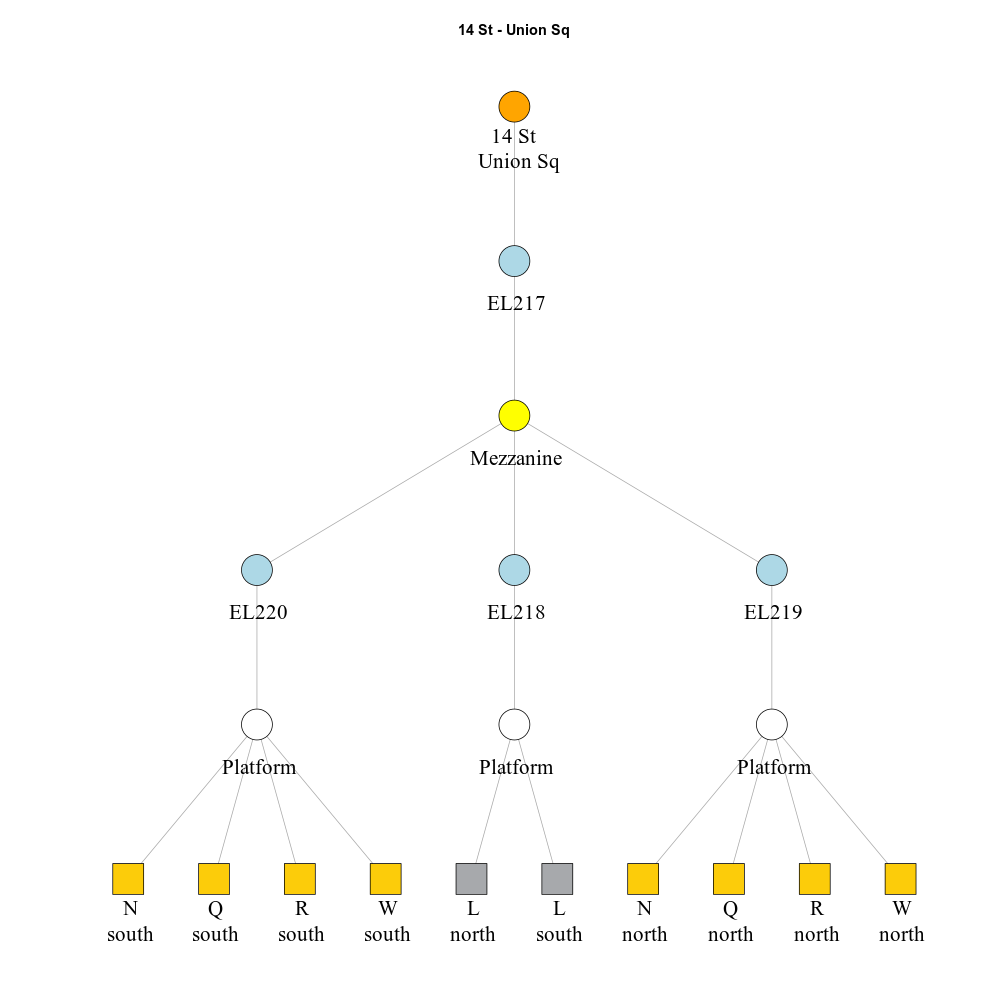 14 St - Union Sq
14 St
Union Sq
EL217
Mezzanine
EL220 EL218 EL219
Platform Platform Platform
N Q R W L L N Q R W
south south south south north south north north north north